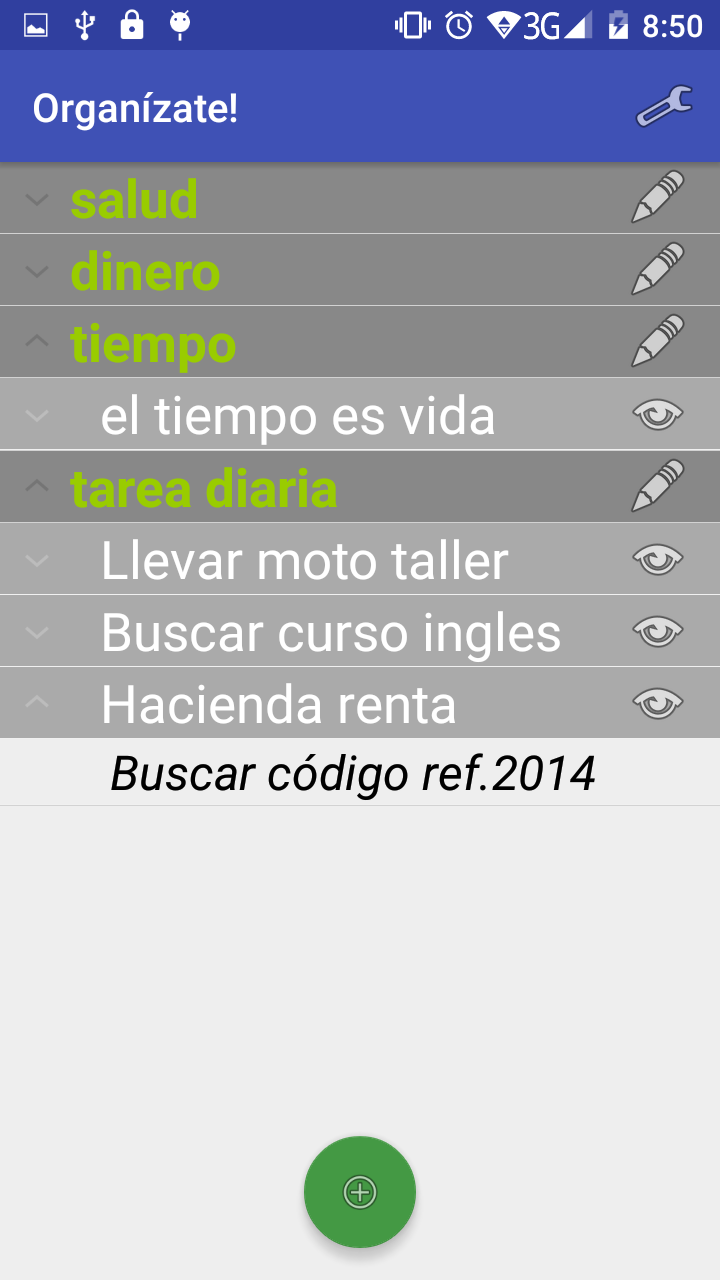 3G 8:50
Organízate!
salud
dinero
tiempo
el tiempo es vida
tarea diaria
Llevar moto taller
Buscar curso ingles
Hacienda renta
Buscar código ref.2014